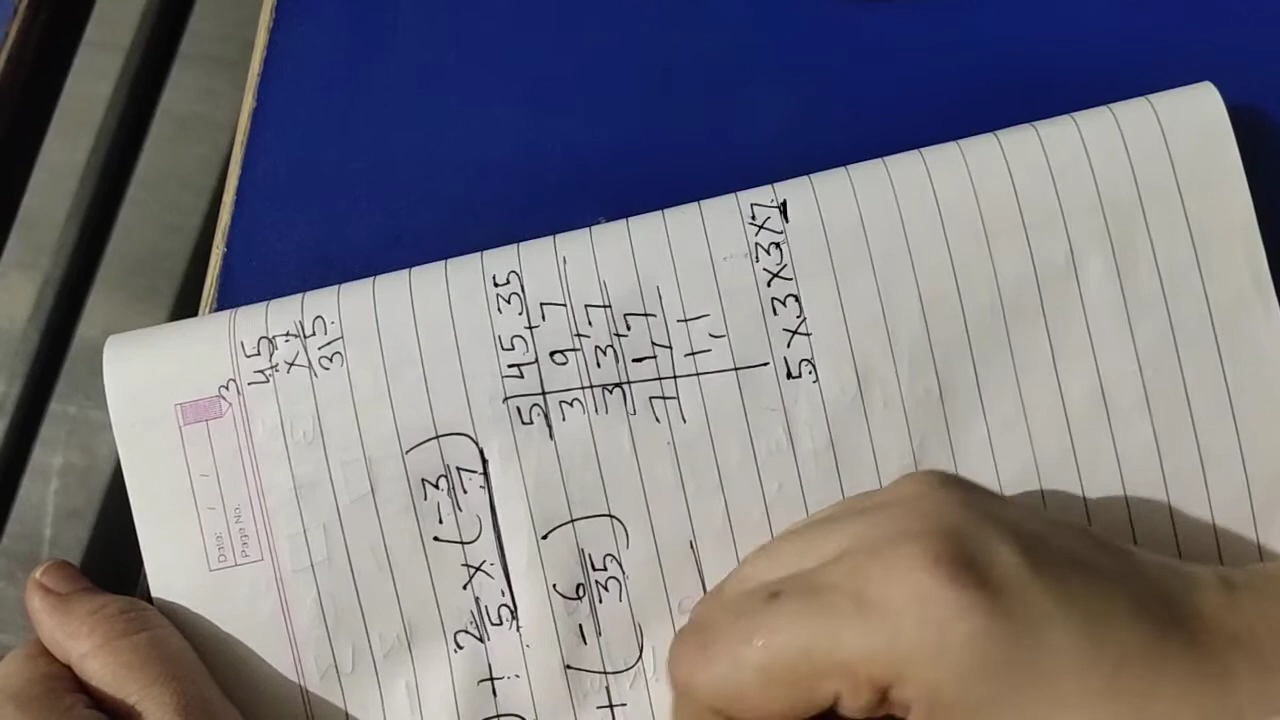 Date: / /
Page No.
3
45
× 7
315.
) + 2/5 × (-3/7)
+ (-6/35)
5 | 45, 35
3 | 9, 7
3 | 3, 7
7 | 1, 7
1, 1
5 × 3 × 3 × 7